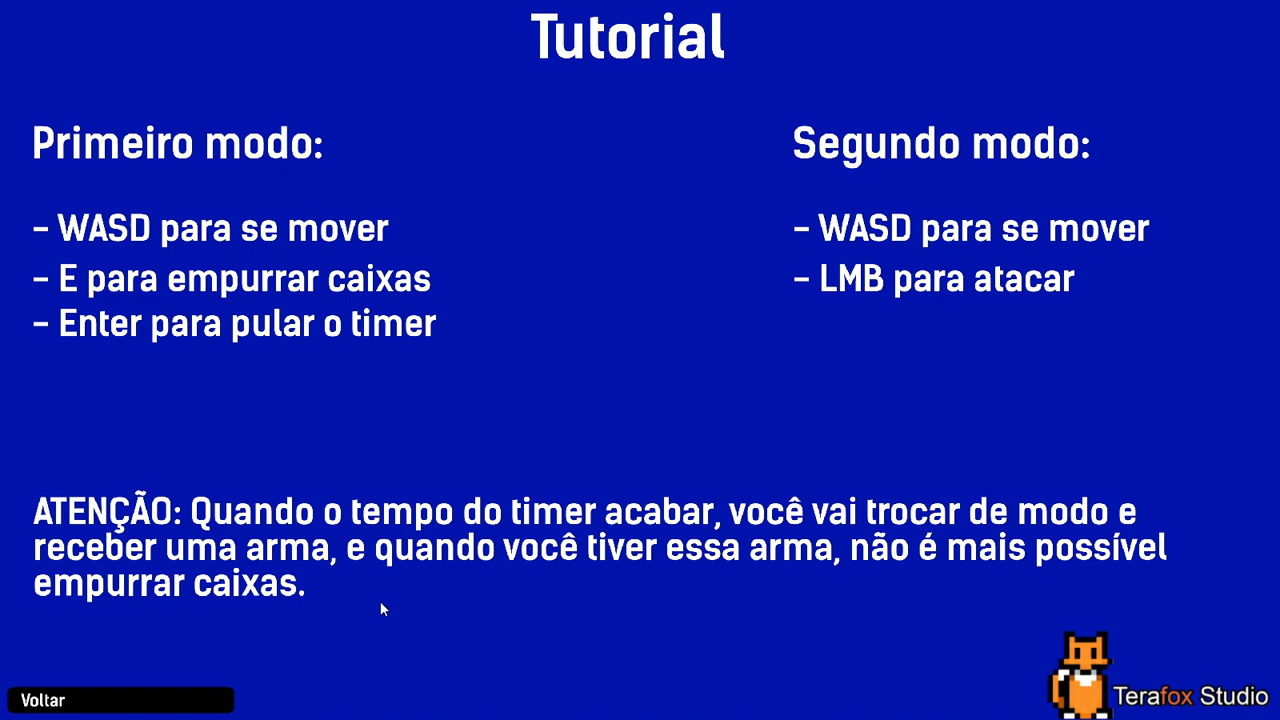 Tutorial
Primeiro modo:
- WASD para se mover
- E para empurrar caixas
- Enter para pular o timer
Segundo modo:
- WASD para se mover
- LMB para atacar
ATENÇÃO: Quando o tempo do timer acabar, você vai trocar de modo e
receber uma arma, e quando você tiver essa arma, não é mais possível
empurrar caixas.
Voltar
Terafox Studio